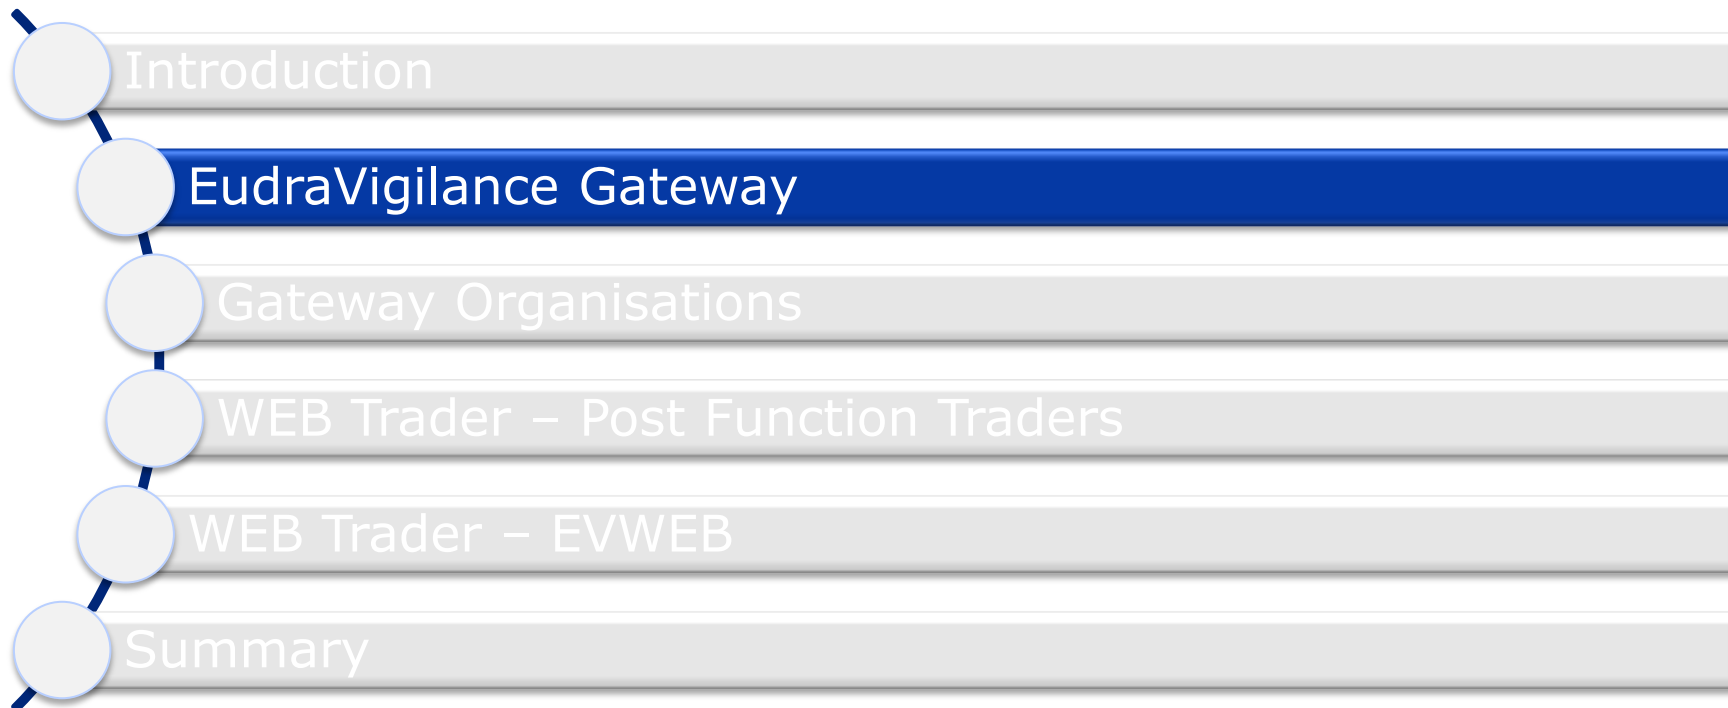 Introduction
EudraVigilance Gateway
Gateway Organisations
WEB Trader – Post Function Traders
WEB Trader – EVWEB
Summary